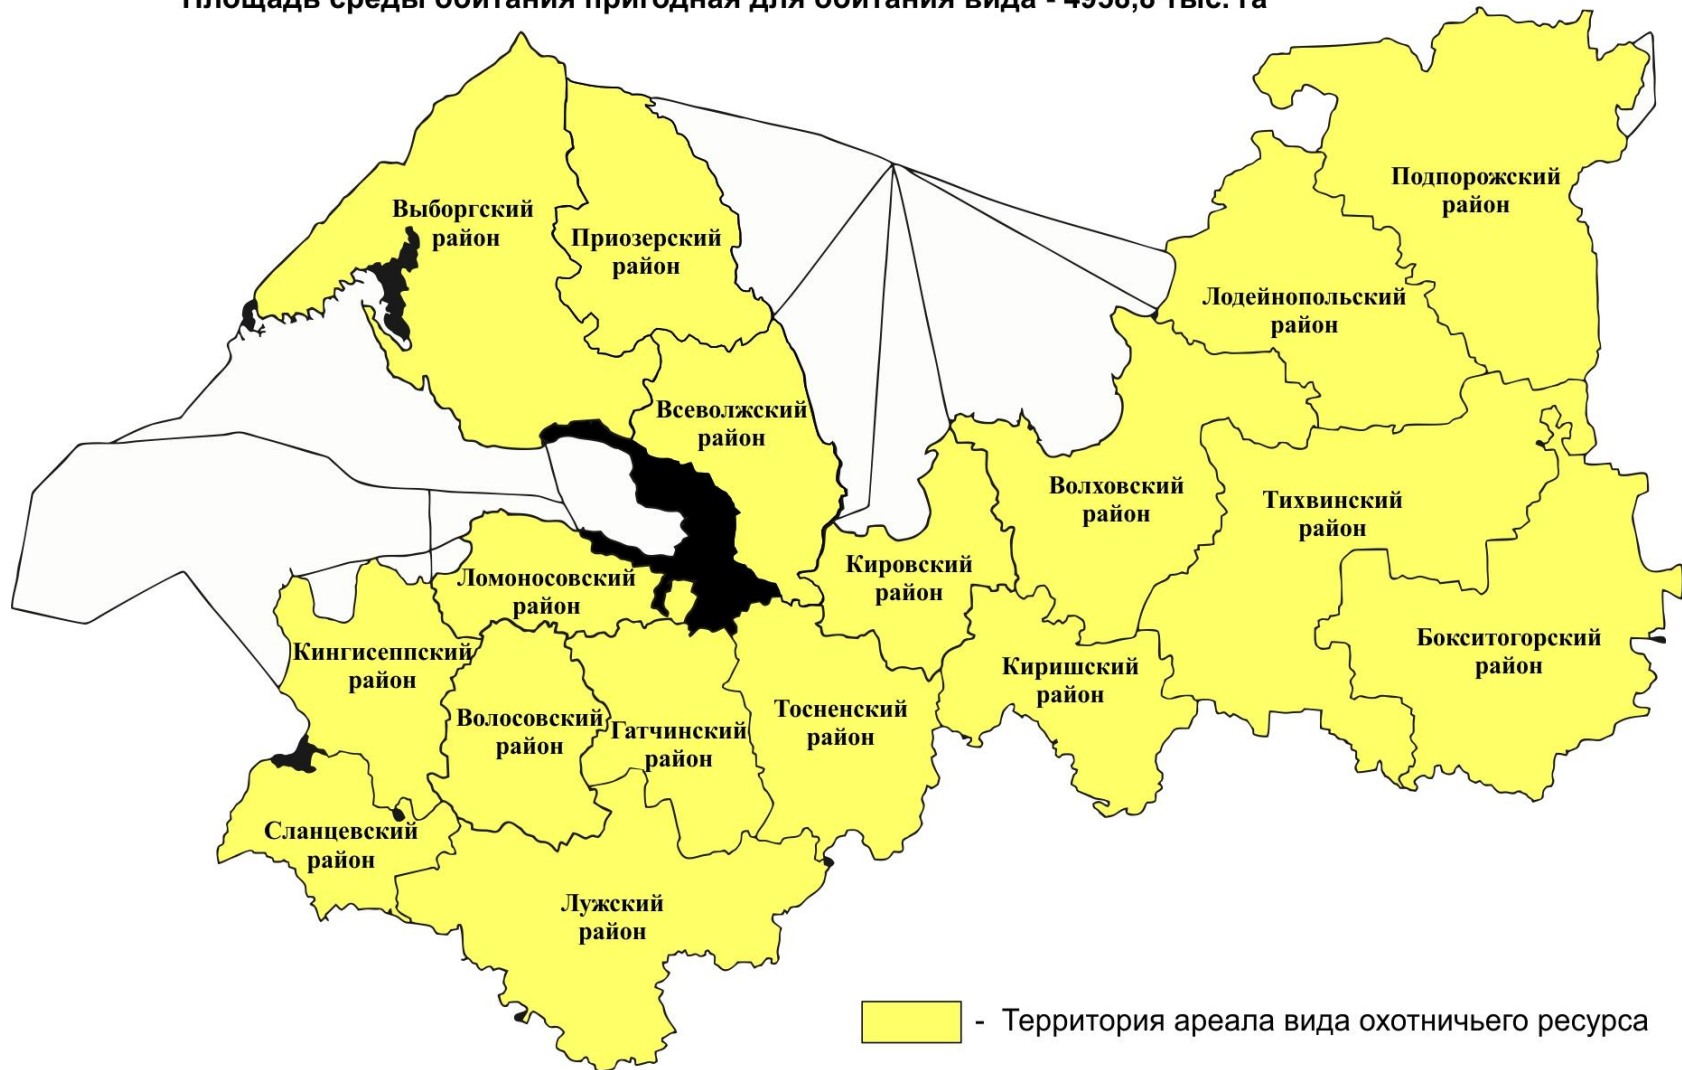 Площадь среды обитания пригодная для обитания вида - 4958,8 тыс. га
Подпорожский
район
Выборгский
район
Приозерский
район
Лодейнопольский
район
Всеволжский
район
Волховский
район
Тихвинский
район
Кировский
район
Ломоносовский
район
Бокситогорский
район
Кингисеппский
район
Киришский
район
Волосовский
район
Гатчинский
район
Тосненский
район
Сланцевский
район
Лужский
район
- Территория ареала вида охотничьего ресурса